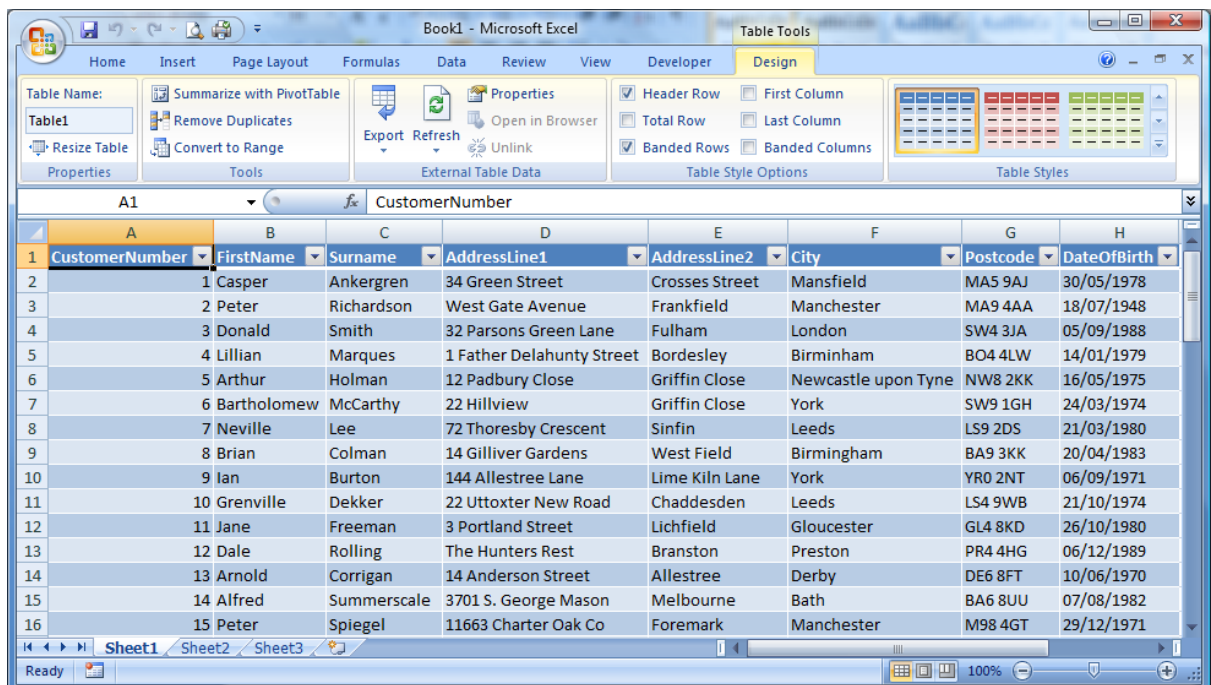 Book1 - Microsoft Excel
Table Tools
Home Insert Page Layout Formulas Data Review View Developer Design
Table Name:
Table1
Resize Table
Properties
Summarize with PivotTable
Remove Duplicates
Convert to Range
Tools
Export
Refresh
Properties
Open in Browser
Unlink
External Table Data
Header Row First Column
Total Row Last Column
Banded Rows Banded Columns
Table Style Options
Table Styles
A1 fx CustomerNumber
A B C D E F G H
1 CustomerNumber FirstName Surname AddressLine1 AddressLine2 City Postcode DateOfBirth
2 1 Casper Ankergren 34 Green Street Crosses Street Mansfield MA5 9AJ 30/05/1978
3 2 Peter Richardson West Gate Avenue Frankfield Manchester MA9 4AA 18/07/1948
4 3 Donald Smith 32 Parsons Green Lane Fulham London SW4 3JA 05/09/1988
5 4 Lillian Marques 1 Father Delahunty Street Bordesley Birminham BO4 4LW 14/01/1979
6 5 Arthur Holman 12 Padbury Close Griffin Close Newcastle upon Tyne NW8 2KK 16/05/1975
7 6 Bartholomew McCarthy 22 Hillview Griffin Close York SW9 1GH 24/03/1974
8 7 Neville Lee 72 Thoresby Crescent Sinfin Leeds LS9 2DS 21/03/1980
9 8 Brian Colman 14 Gilliver Gardens West Field Birmingham BA9 3KK 20/04/1983
10 9 Ian Burton 144 Allestree Lane Lime Kiln Lane York YR0 2NT 06/09/1971
11 10 Grenville Dekker 22 Uttoxter New Road Chaddesden Leeds LS4 9WB 21/10/1974
12 11 Jane Freeman 3 Portland Street Lichfield Gloucester GL4 8KD 26/10/1980
13 12 Dale Rolling The Hunters Rest Branston Preston PR4 4HG 06/12/1989
14 13 Arnold Corrigan 14 Anderson Street Allestree Derby DE6 8FT 10/06/1970
15 14 Alfred Summerscale 3701 S. George Mason Melbourne Bath BA6 8UU 07/08/1982
16 15 Peter Spiegel 11663 Charter Oak Co Foremark Manchester M98 4GT 29/12/1971
Sheet1 Sheet2 Sheet3
Ready 100%